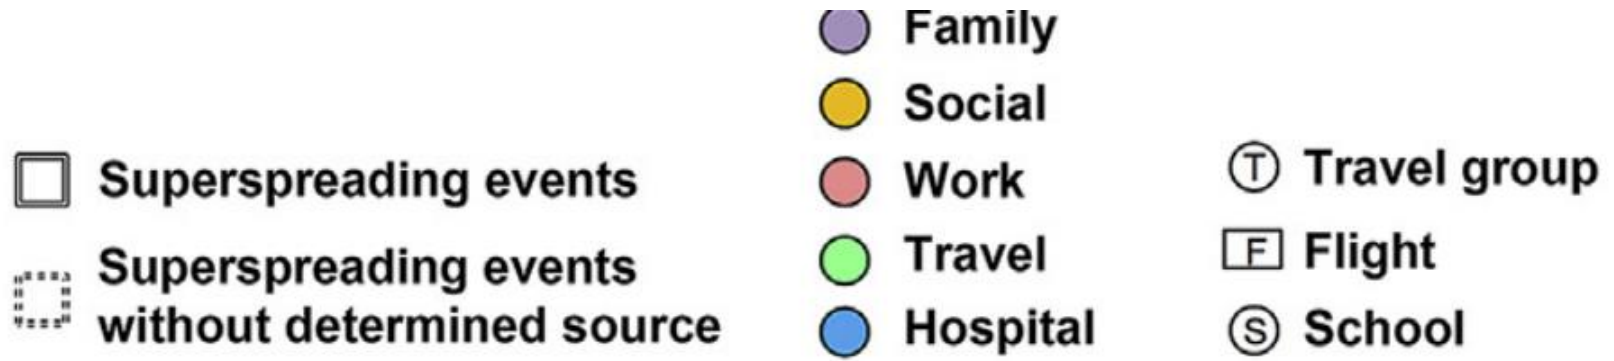 Superspreading events
Superspreading events
without determined source
Family
Social
Work
Travel
Hospital
T Travel group
F Flight
S School